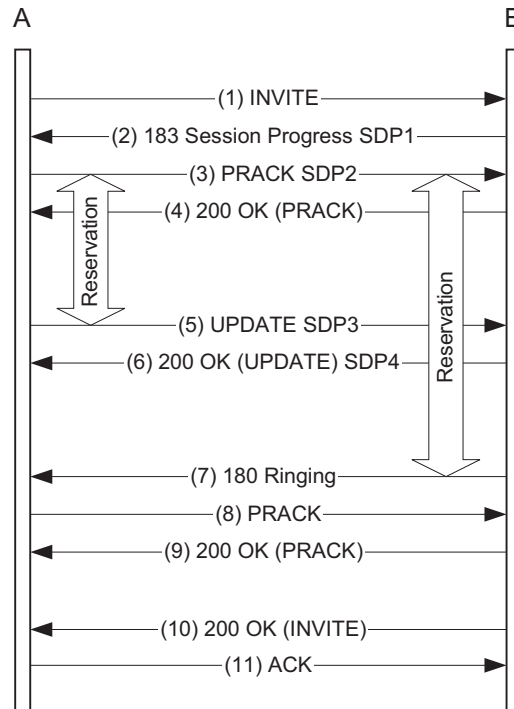 A
(1) INVITE
(2) 183 Session Progress SDP1
(3) PRACK SDP2
(4) 200 OK (PRACK)
Reservation
Reservation
(5) UPDATE SDP3
(6) 200 OK (UPDATE) SDP4
(7) 180 Ringing
(8) PRACK
(9) 200 OK (PRACK)
(10) 200 OK (INVITE)
(11) ACK